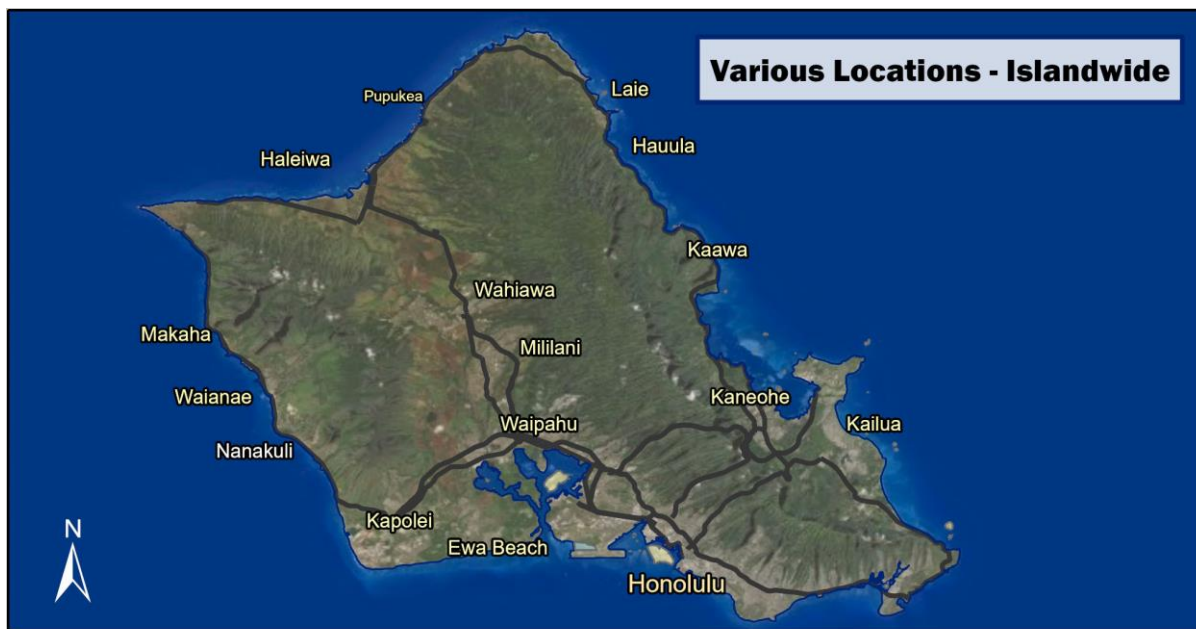 Various Locations - Islandwide
Laie
Pupukea
Hauula
Haleiwa
Kaawa
Wahiawa
Makaha
Mililani
Waianae
Kaneohe
Waipahu
Kailua
Nanakuli
Kapolei
Ewa Beach
Honolulu
N